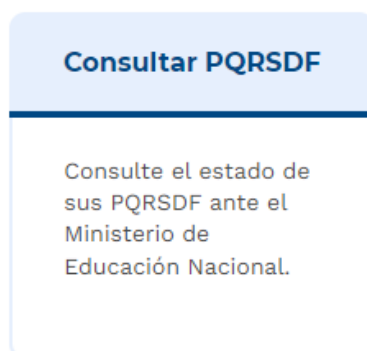 Consultar PQRSDF
Consulte el estado de
sus PQRSDF ante el
Ministerio de
Educación Nacional.